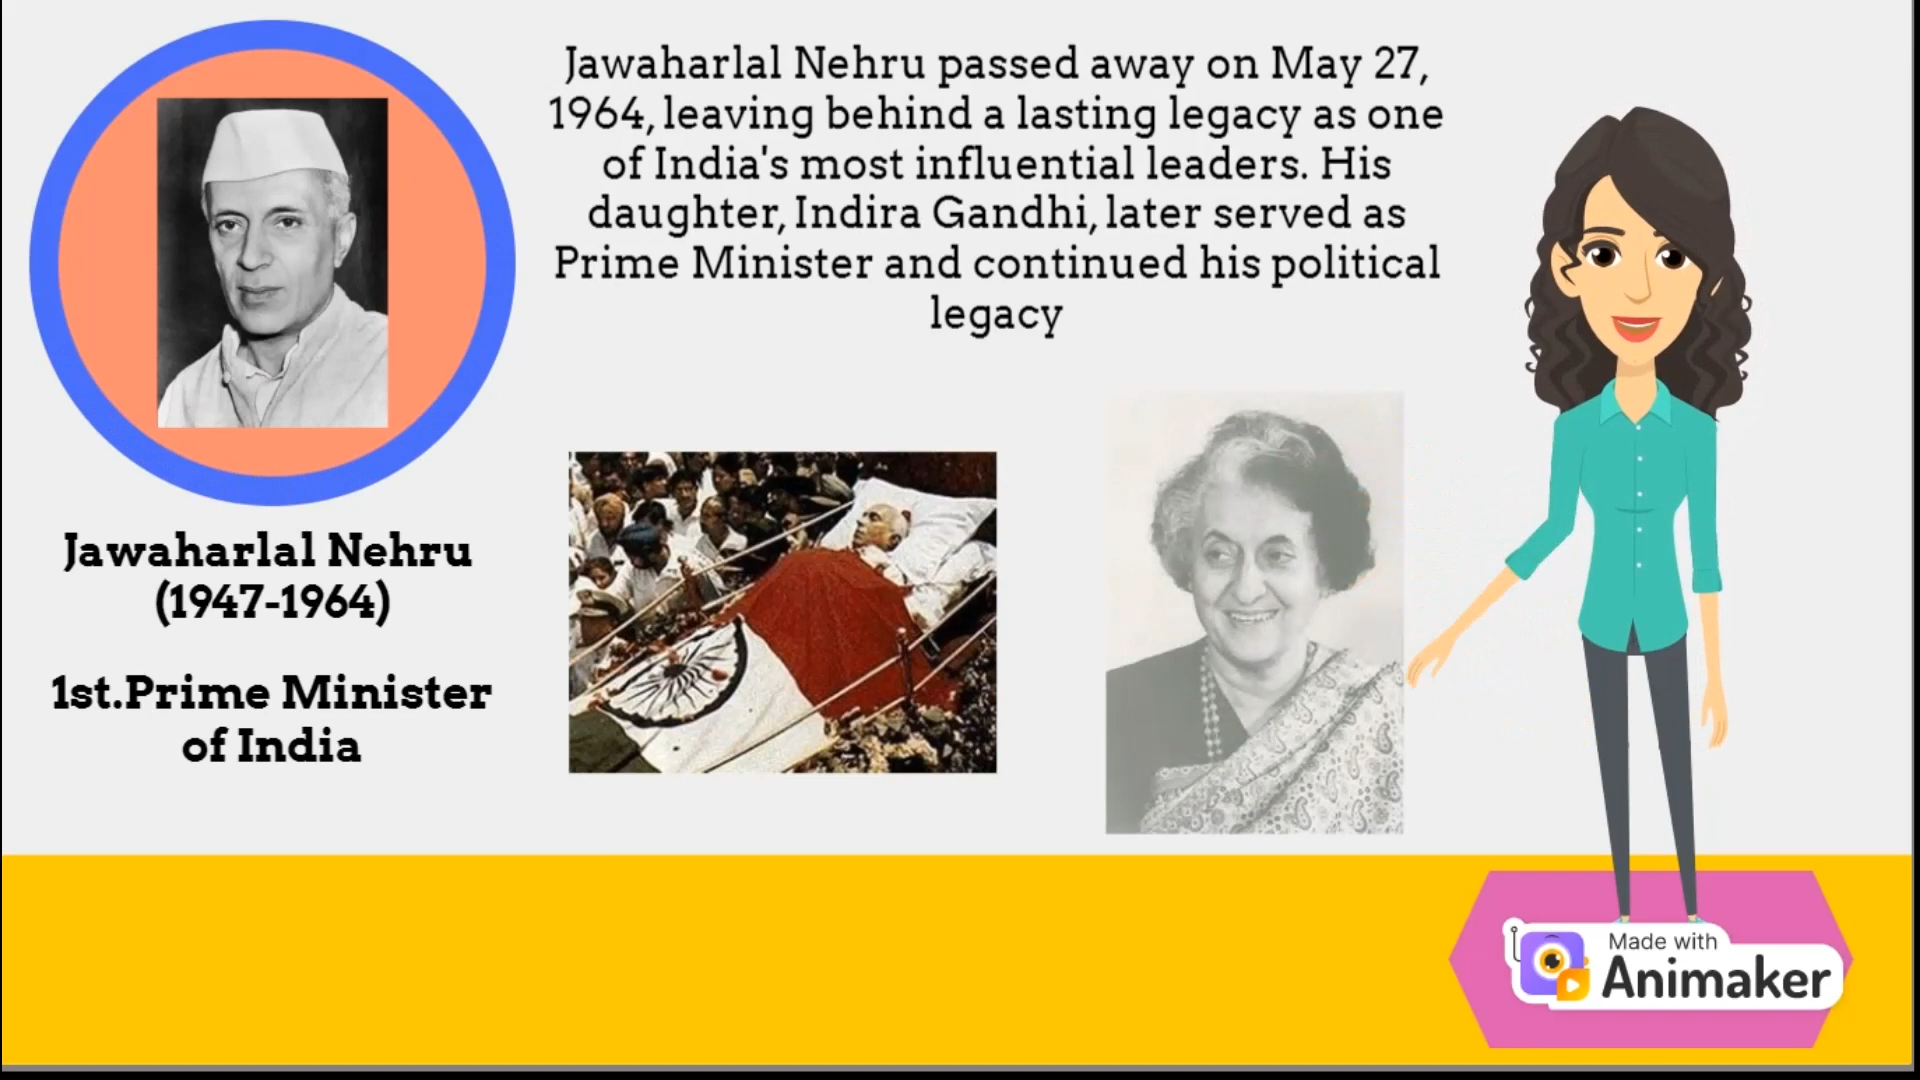 Jawaharlal Nehru passed away on May 27,
1964, leaving behind a lasting legacy as one
of India's most influential leaders. His
daughter, Indira Gandhi, later served as
Prime Minister and continued his political
legacy
Jawaharlal Nehru
(1947-1964)
1st.Prime Minister
of India
Made with
Animaker